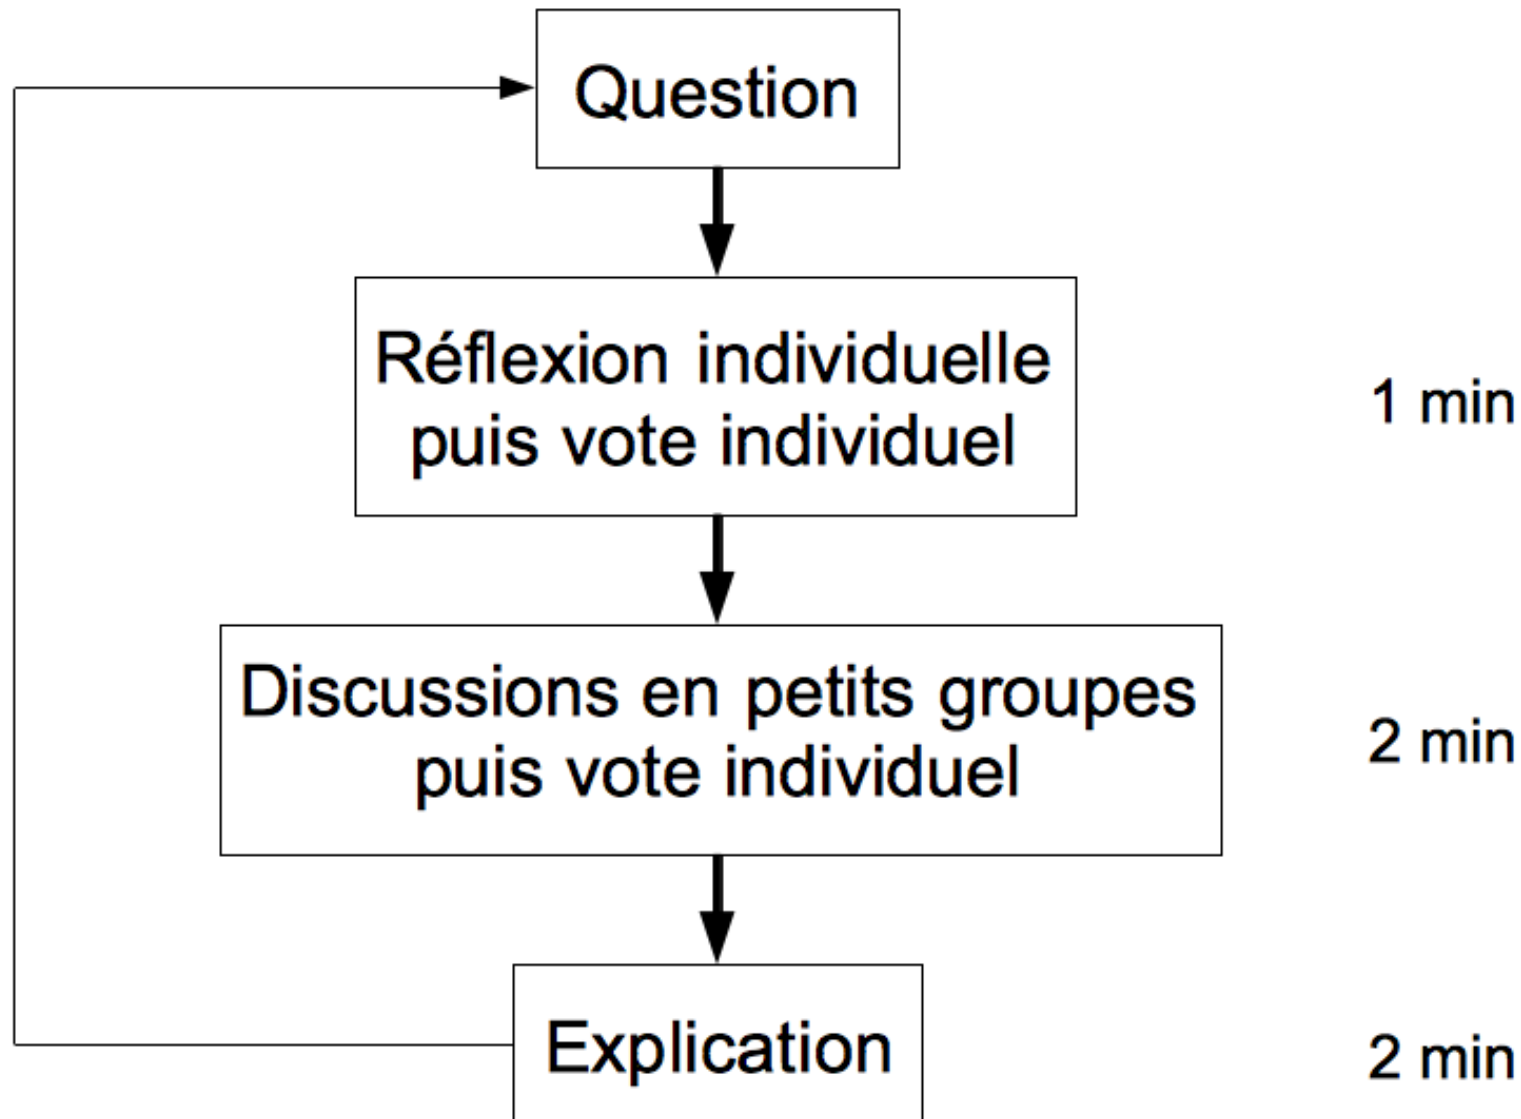 Question
Réflexion individuelle
puis vote individuel
1 min
Discussions en petits groupes
puis vote individuel
2 min
Explication
2 min